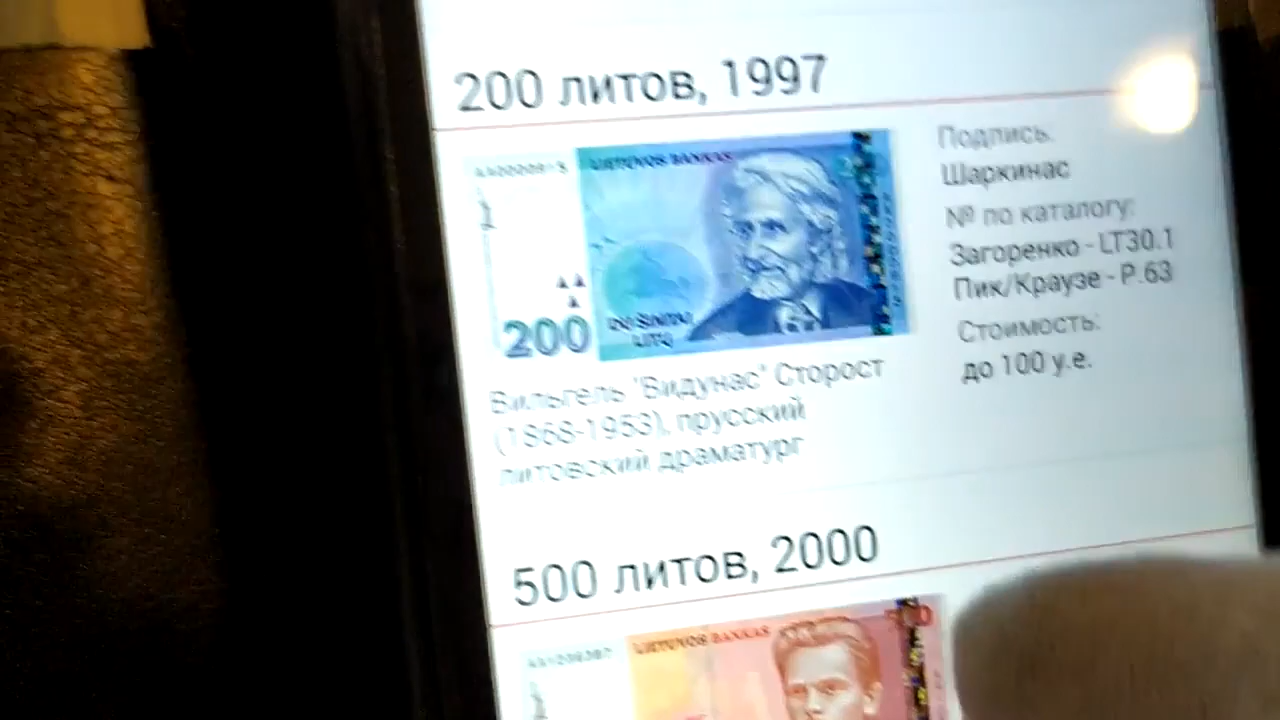 200 литов, 1997
LIETUVOS BANKAS
200
DU ŠIMTAI
LITŲ
Вильгель "Видунас" Сторост
(1868-1953), прусский
литовский драматург
Подпись:
Шаркинас
№ по каталогу:
Загоренко - LT30.1
Пик/Краузе - P.63
Стоимость:
до 100 у.е.
500 литов, 2000
LIETUVOS BANKAS